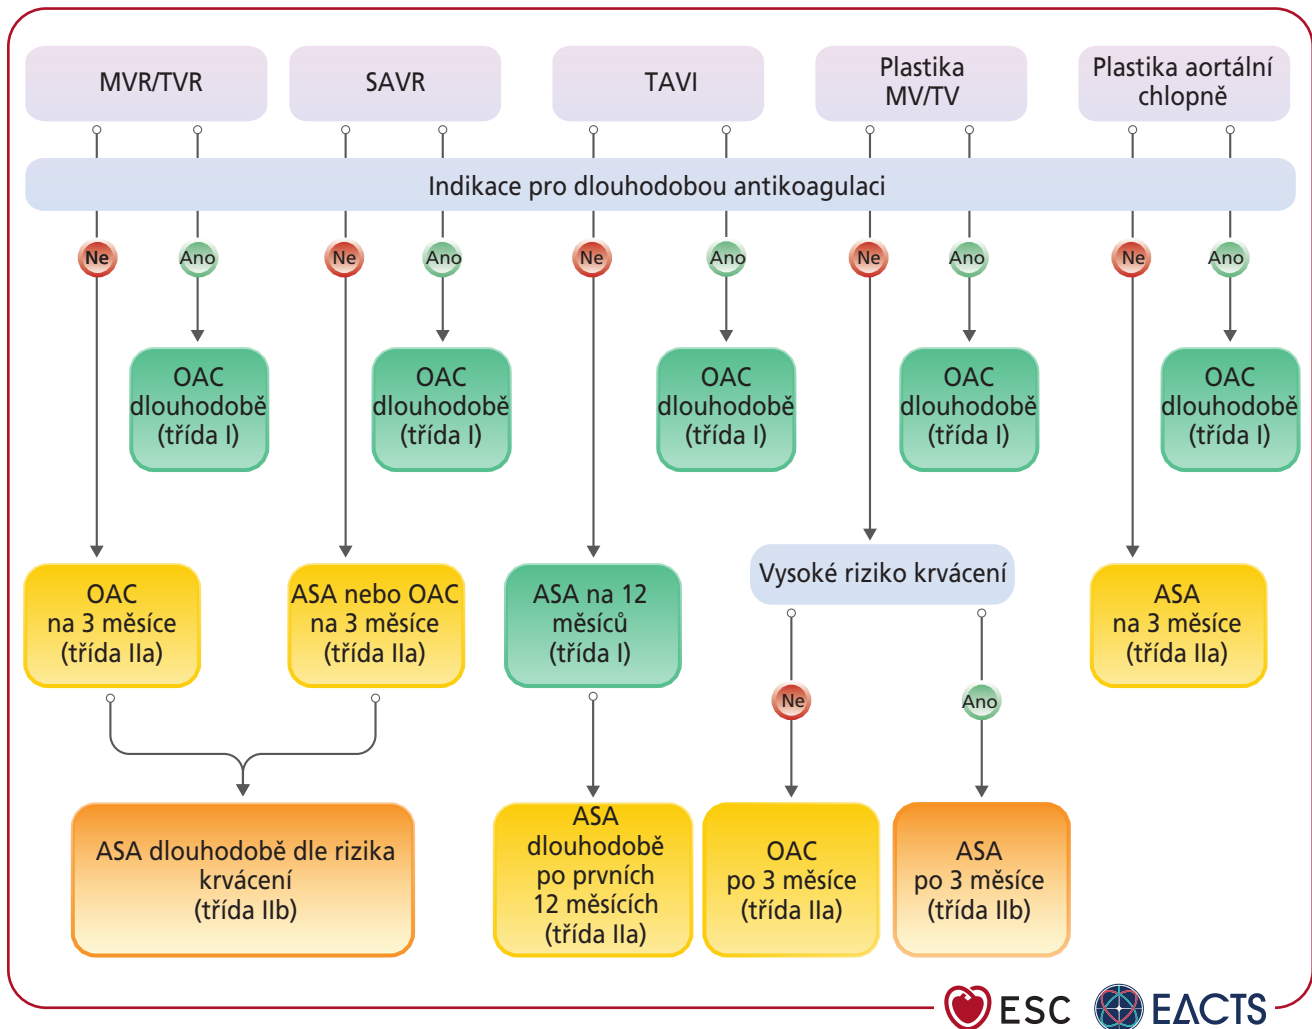 MVR/TVR
SAVR
TAVI
Plastika
MV/TV
Plastika aortální
chlopně
Indikace pro dlouhodobou antikoagulaci
Ne
Ano
Ne
Ano
Ne
Ano
Ne
Ano
Ne
Ano
OAC
dlouhodobě
(třída I)
OAC
dlouhodobě
(třída I)
OAC
dlouhodobě
(třída I)
OAC
dlouhodobě
(třída I)
OAC
dlouhodobě
(třída I)
OAC
na 3 měsíce
(třída IIa)
ASA nebo OAC
na 3 měsíce
(třída IIa)
ASA na 12
měsíců
(třída I)
Vysoké riziko krvácení
ASA
na 3 měsíce
(třída IIa)
Ne
Ano
ASA dlouhodobě dle rizika
krvácení
(třída IIb)
ASA
dlouhodobě
po prvních
12 měsících
(třída IIa)
OAC
po 3 měsíce
(třída IIa)
ASA
po 3 měsíce
(třída IIb)
ESC
EACTS